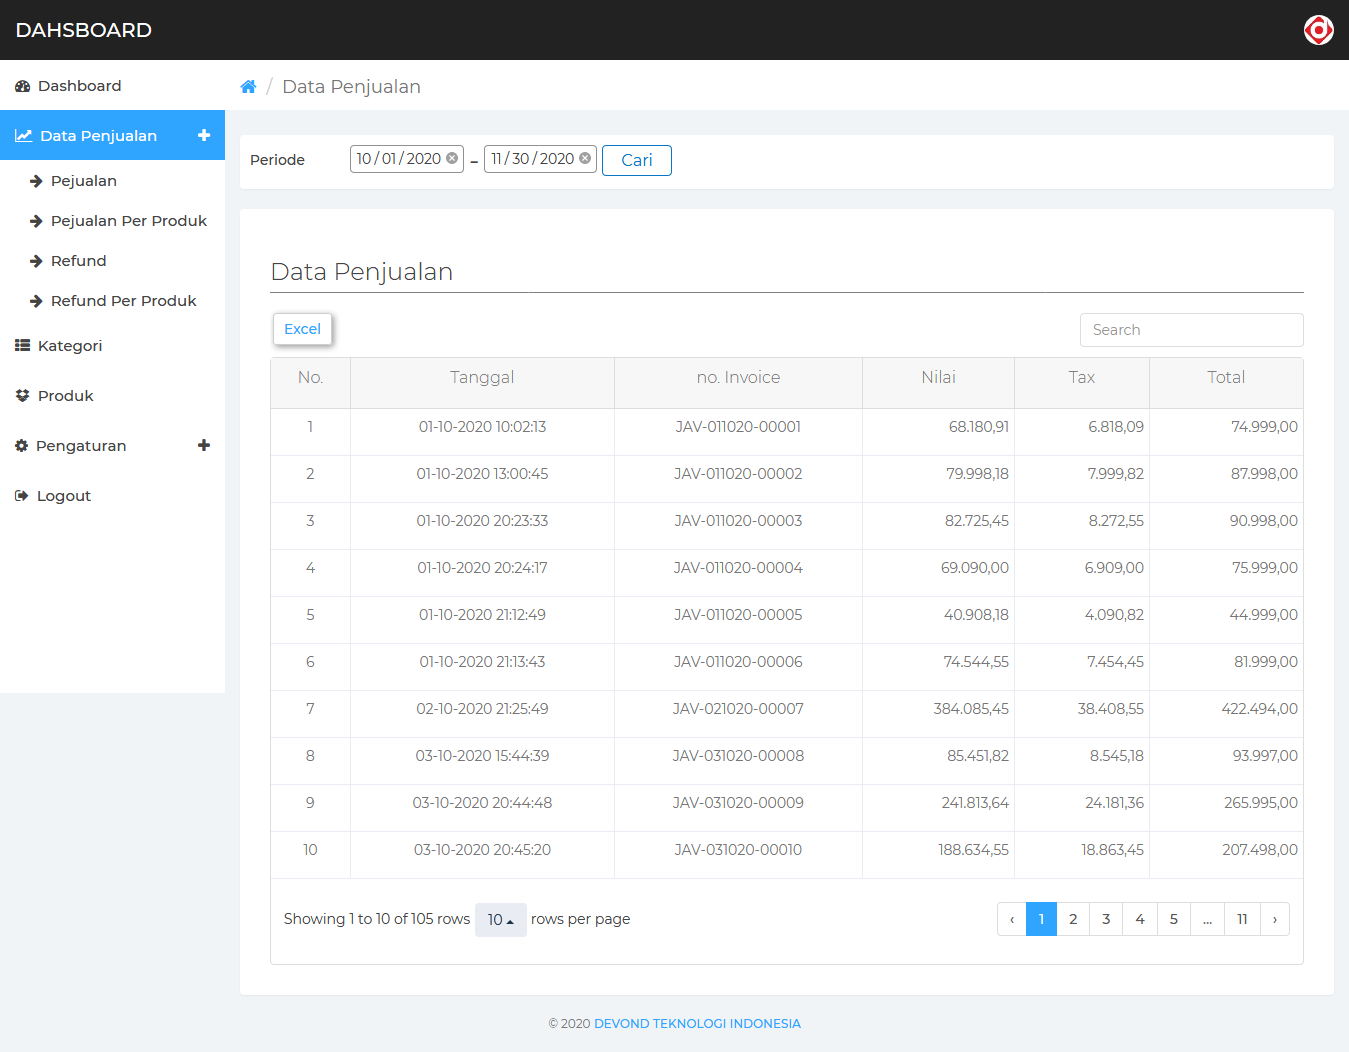 DAHSBOARD
Dashboard
Data Penjualan
Pejualan
Pejualan Per Produk
Refund
Refund Per Produk
Kategori
Produk
Pengaturan
Logout
/ Data Penjualan
Periode 10/01/2020 – 11/30/2020 Cari
Data Penjualan
Excel Search
No. Tanggal no. Invoice Nilai Tax Total
1 01-10-2020 10:02:13 JAV-011020-00001 68.180,91 6.818,09 74.999,00
2 01-10-2020 13:00:45 JAV-011020-00002 79.998,18 7.999,82 87.998,00
3 01-10-2020 20:23:33 JAV-011020-00003 82.725,45 8.272,55 90.998,00
4 01-10-2020 20:24:17 JAV-011020-00004 69.090,00 6.909,00 75.999,00
5 01-10-2020 21:12:49 JAV-011020-00005 40.908,18 4.090,82 44.999,00
6 01-10-2020 21:13:43 JAV-011020-00006 74.544,55 7.454,45 81.999,00
7 02-10-2020 21:25:49 JAV-021020-00007 384.085,45 38.408,55 422.494,00
8 03-10-2020 15:44:39 JAV-031020-00008 85.451,82 8.545,18 93.997,00
9 03-10-2020 20:44:48 JAV-031020-00009 241.813,64 24.181,36 265.995,00
10 03-10-2020 20:45:20 JAV-031020-00010 188.634,55 18.863,45 207.498,00
Showing 1 to 10 of 105 rows 10 rows per page ‹ 1 2 3 4 5 ... 11 ›
© 2020 DEVOND TEKNOLOGI INDONESIA